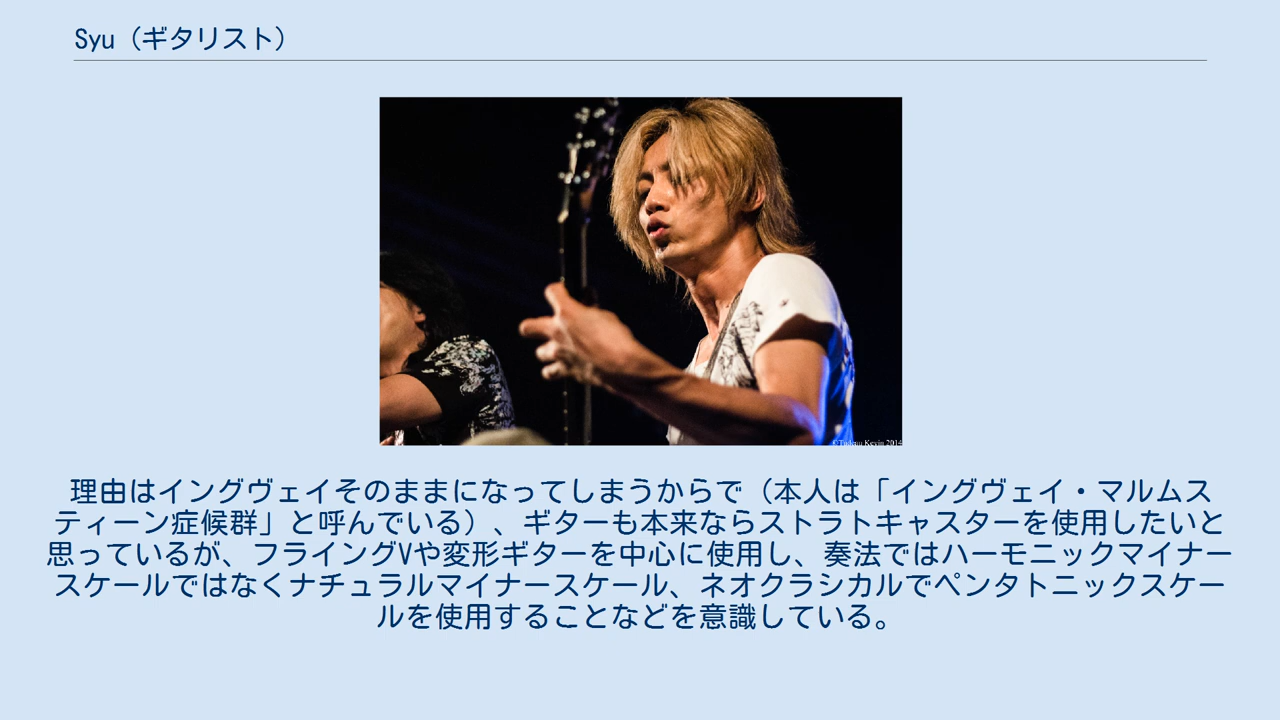 Syu（ギタリスト）
©Tadeau Kevin 2014
理由はイングヴェイそのままになってしまうからで（本人は「イングヴェイ・マルムス
ティーン症候群」と呼んでいる）、ギターも本来ならストラトキャスターを使用したいと
思っているが、フライングVや変形ギターを中心に使用し、奏法ではハーモニックマイナー
スケールではなくナチュラルマイナースケール、ネオクラシカルでペンタトニックスケー
ルを使用することなどを意識している。